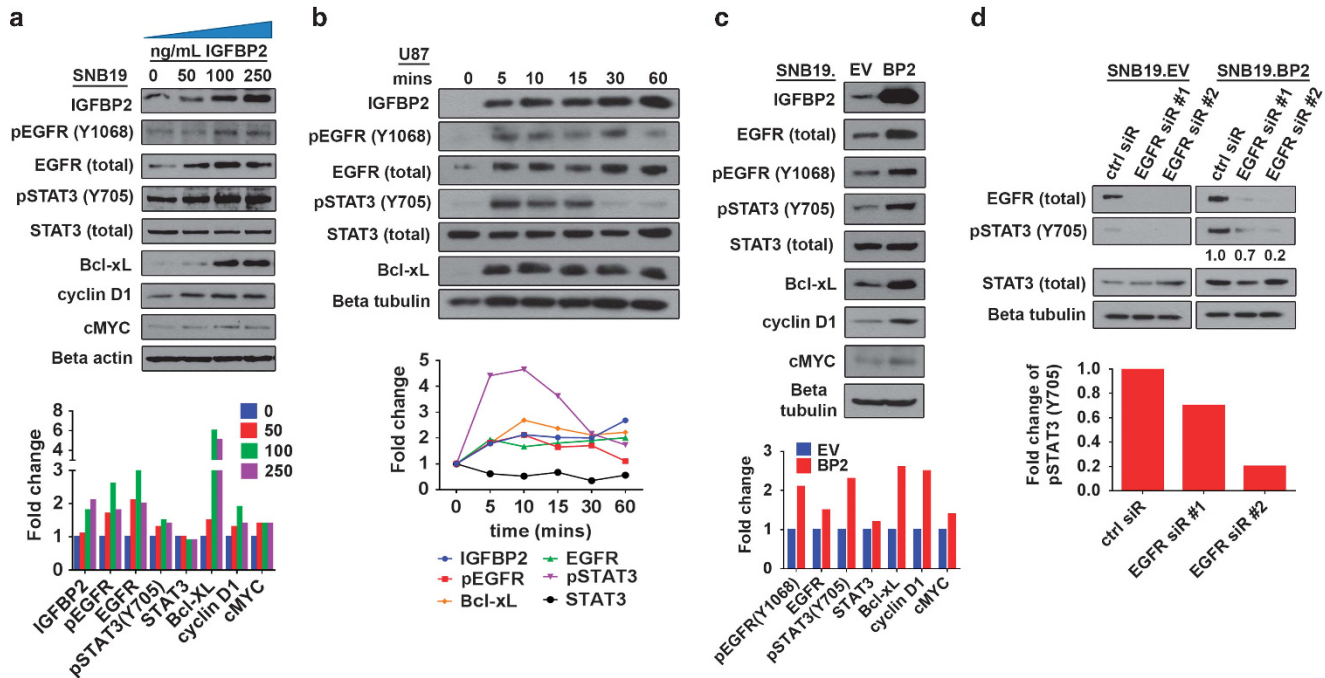 a
ng/mL IGFBP2
SNB19
0 50 100 250
IGFBP2
pEGFR (Y1068)
EGFR (total)
pSTAT3 (Y705)
STAT3 (total)
Bcl-xL
cyclin D1
cMYC
Beta actin
Fold change
8
6
4
3
2
1
0
0
50
100
250
IGFBP2
pEGFR
EGFR
pSTAT3(Y705)
STAT3
Bcl-XL
cyclin D1
cMYC
b
U87
mins 0 5 10 15 30 60
IGFBP2
pEGFR (Y1068)
EGFR (total)
pSTAT3 (Y705)
STAT3 (total)
Bcl-xL
Beta tubulin
Fold change
5
4
3
2
1
0
0 5 10 15 30 60
time (mins)
IGFBP2
pEGFR
Bcl-xL
EGFR
pSTAT3
STAT3
c
SNB19. EV BP2
IGFBP2
EGFR (total)
pEGFR (Y1068)
pSTAT3 (Y705)
STAT3 (total)
Bcl-xL
cyclin D1
cMYC
Beta
tubulin
Fold change
3
2
1
0
EV
BP2
pEGFR(Y1068)
EGFR
pSTAT3(Y705)
STAT3
Bcl-xL
cyclin D1
cMYC
d
SNB19.EV SNB19.BP2
ctrl siR
EGFR siR #1
EGFR siR #2
ctrl siR
EGFR siR #1
EGFR siR #2
EGFR (total)
pSTAT3 (Y705)
1.0 0.7 0.2
STAT3 (total)
Beta tubulin
Fold change of
pSTAT3 (Y705)
1.0
0.8
0.6
0.4
0.2
0.0
ctrl siR
EGFR siR #1
EGFR siR #2